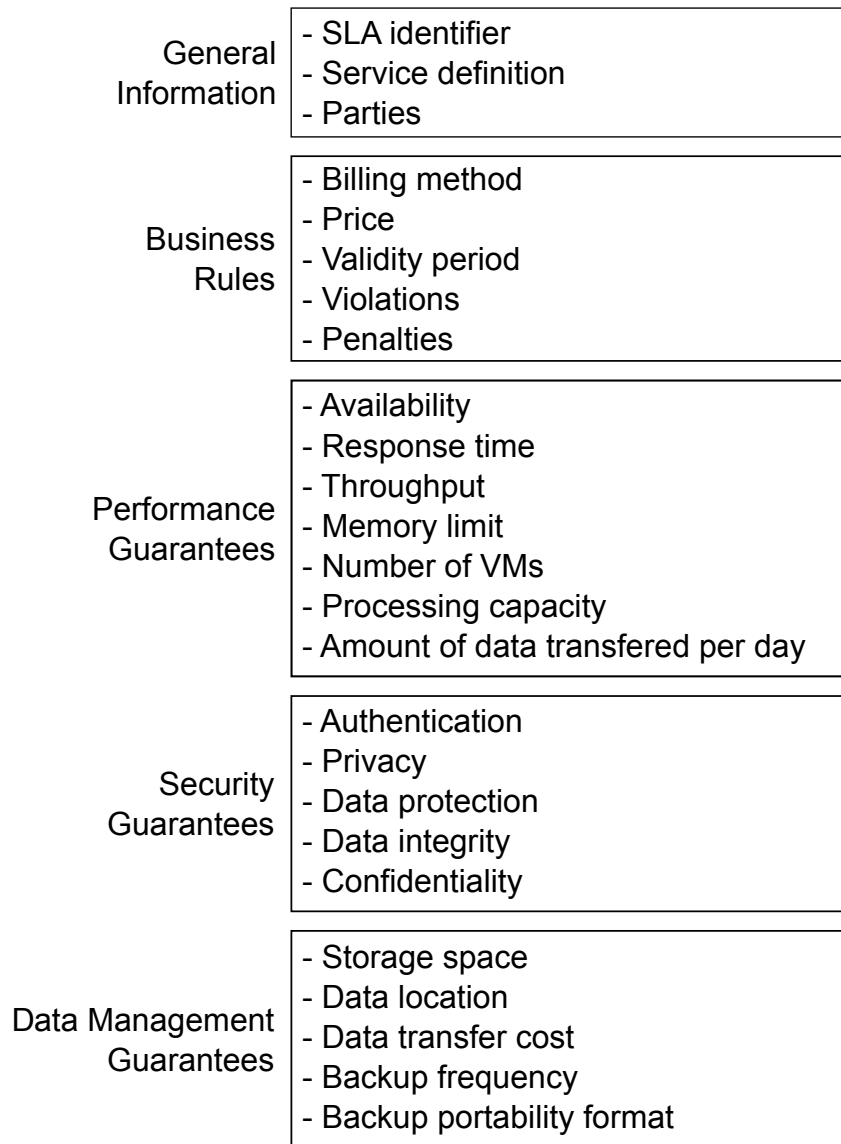 General
Information
- SLA identifier
- Service definition
- Parties
Business
Rules
- Billing method
- Price
- Validity period
- Violations
- Penalties
Performance
Guarantees
- Availability
- Response time
- Throughput
- Memory limit
- Number of VMs
- Processing capacity
- Amount of data transfered per day
Security
Guarantees
- Authentication
- Privacy
- Data protection
- Data integrity
- Confidentiality
Data Management
Guarantees
- Storage space
- Data location
- Data transfer cost
- Backup frequency
- Backup portability format